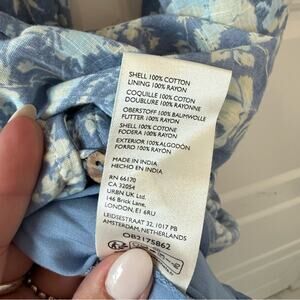 SHELL 100% COTTON
LINING 100% RAYON
COQUILLE 100% COTON
DOUBLURE 100% RAYONNE
OBERSTOFF 100% BAUMWOLLE
FUTTER 100% RAYON
SHELL 100% COTONE
FODERA 100% RAYON
EXTERIOR 100%ALGODÓN
FORRO 100% RAYON
MADE IN INDIA
HECHO EN INDIA
RN 66170
CA 32054
URBN UK Ltd.
146 Brick Lane,
LONDON, E1 6RU
LEIDSESTRAAT 32, 1017 PB
AMSTERDAM, NETHERLANDS
OB2175862